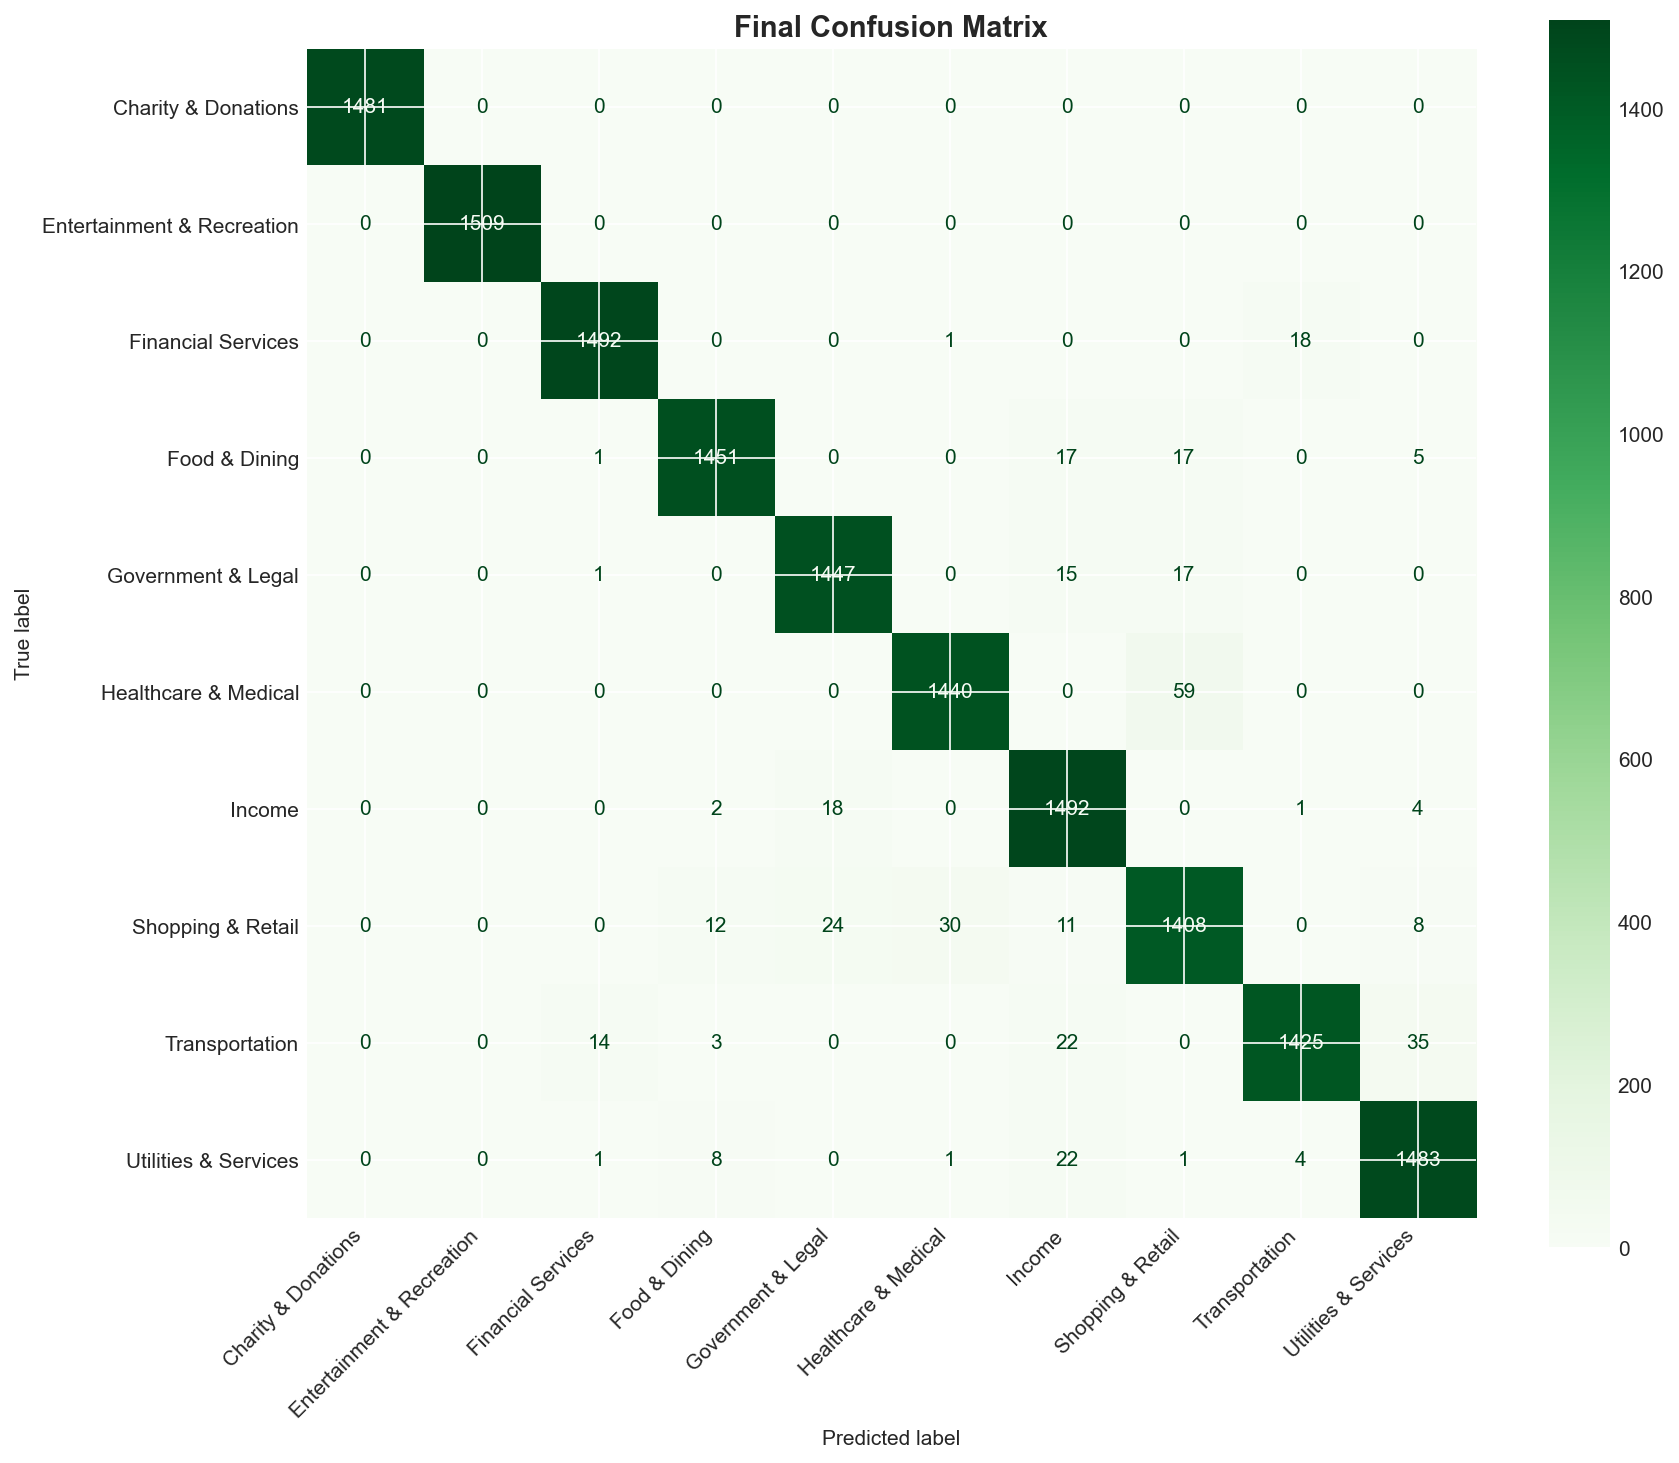 Final Confusion Matrix
Charity & Donations 1481 0 0 0 0 0 0 0 0 0
Entertainment & Recreation 0 1509 0 0 0 0 0 0 0 0
Financial Services 0 0 1492 0 0 1 0 0 18 0
Food & Dining 0 0 1 1451 0 0 17 17 0 5
Government & Legal 0 0 1 0 1447 0 15 17 0 0
Healthcare & Medical 0 0 0 0 0 1440 0 59 0 0
Income 0 0 0 2 18 0 1492 0 1 4
Shopping & Retail 0 0 0 12 24 30 11 1408 0 8
Transportation 0 0 14 3 0 0 22 0 1425 35
Utilities & Services 0 0 1 8 0 1 22 1 4 1483
True label
Charity & Donations
Entertainment & Recreation
Financial Services
Food & Dining
Government & Legal
Healthcare & Medical
Income
Shopping & Retail
Transportation
Utilities & Services
Predicted label
1400
1200
1000
800
600
400
200
0